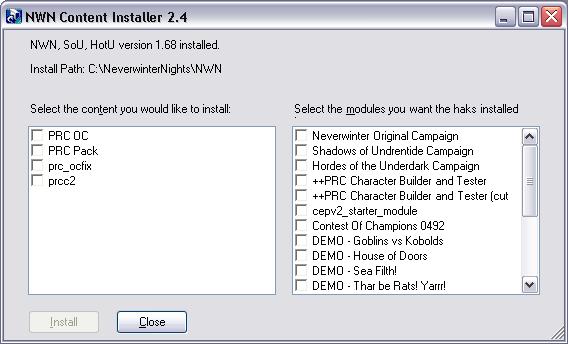 NWN Content Installer 2.4
NWN, SoU, HotU version 1.68 installed.
Install Path: C:\NeverwinterNights\NWN
Select the content you would like to install:
PRC OC
PRC Pack
prc_ocfix
prcc2
Select the modules you want the haks installed
Neverwinter Original Campaign
Shadows of Undrentide Campaign
Hordes of the Underdark Campaign
++PRC Character Builder and Tester
++PRC Character Builder and Tester (cut
cepv2_starter_module
Contest Of Champions 0492
DEMO - Goblins vs Kobolds
DEMO - House of Doors
DEMO - Sea Filth!
DEMO - Thar be Rats! Yarrr!
Install
Close